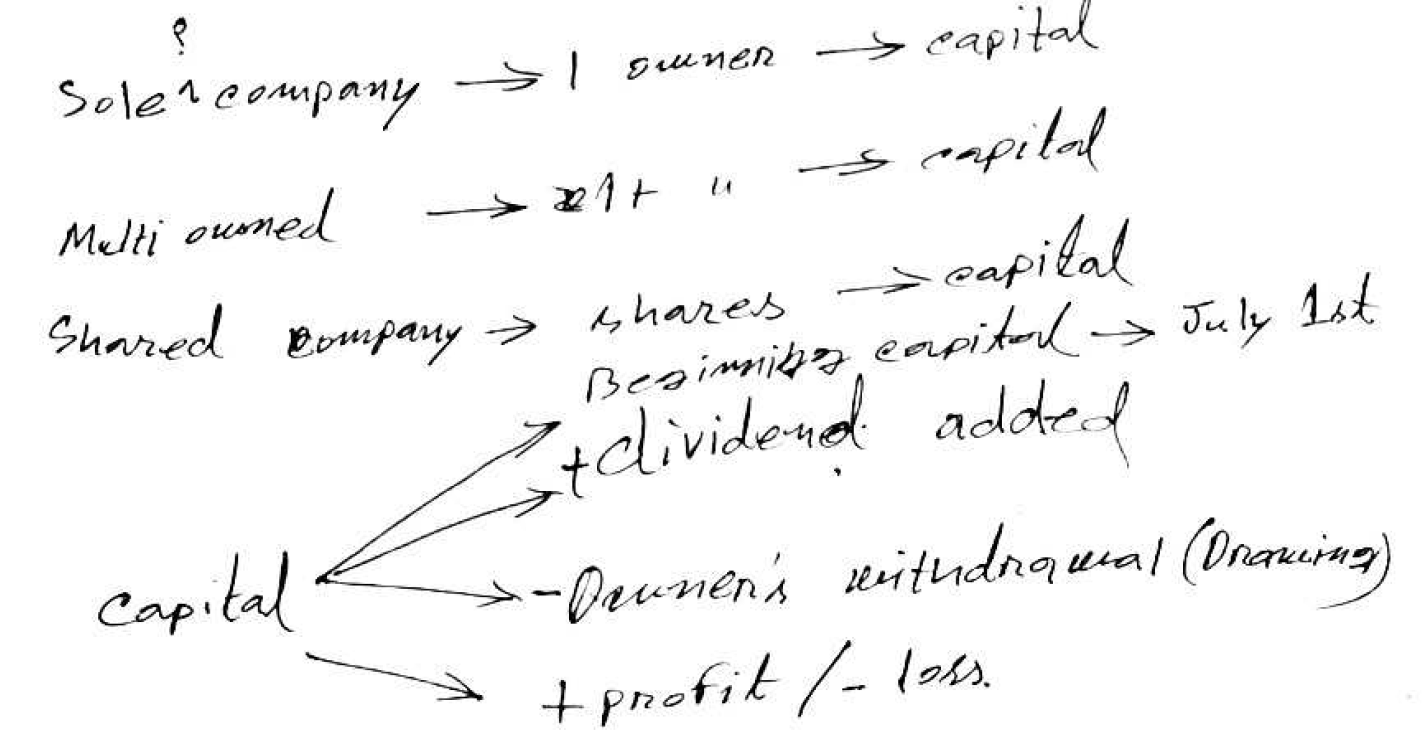 ?
Sole ^ company → 1 owner → capital
Multi owned → 1+ " → capital
Shared company → shares → capital
Beginning capital → July 1st
+ dividend added
Capital → - Owner's withdrawal (Drawing)
→ + profit / - loss.